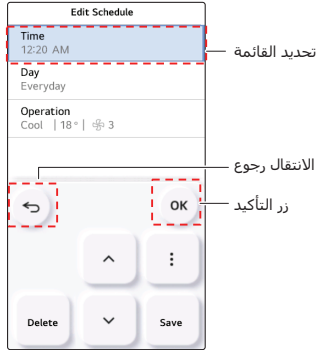 Edit Schedule
Time
12:20 AM
تحديد القائمة
Day
Everyday
Operation
Cool | 18° | 3
الانتقال رجوع
OK
زر التأكيد
Delete
Save